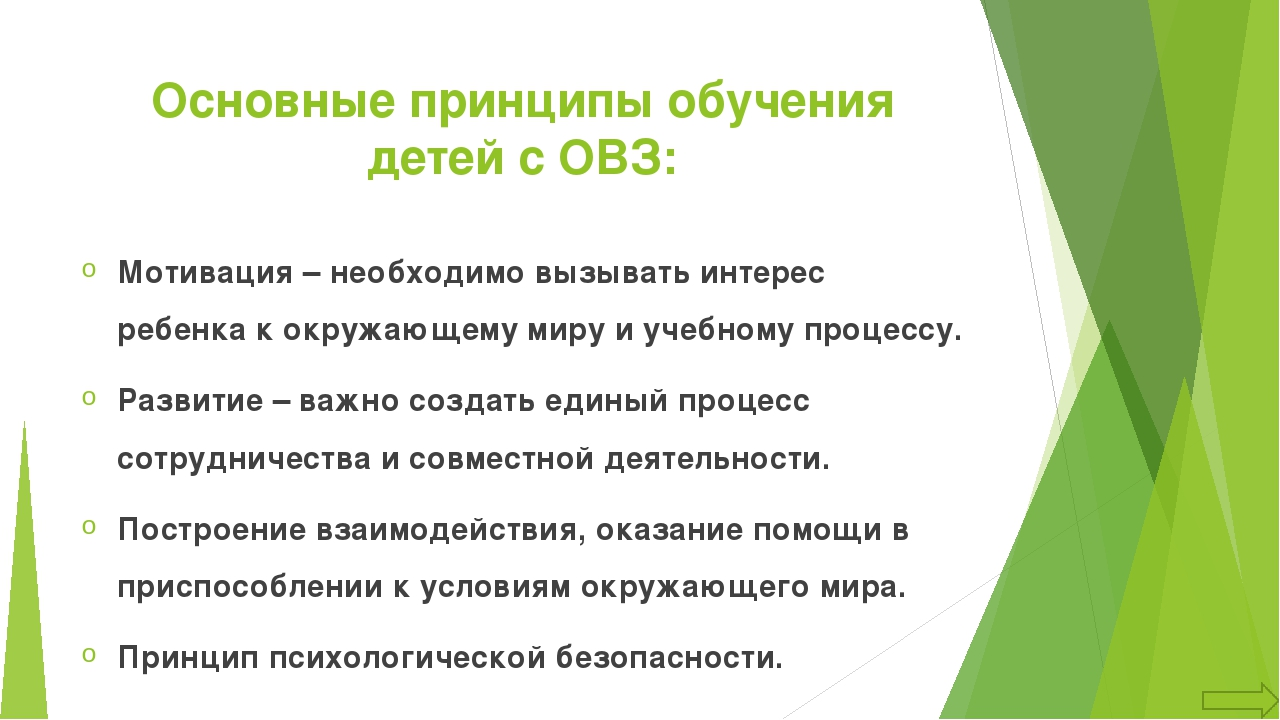 Основные принципы обучения
детей с ОВЗ:
o Мотивация – необходимо вызывать интерес
ребенка к окружающему миру и учебному процессу.
o Развитие – важно создать единый процесс
сотрудничества и совместной деятельности.
o Построение взаимодействия, оказание помощи в
приспособлении к условиям окружающего мира.
o Принцип психологической безопасности.